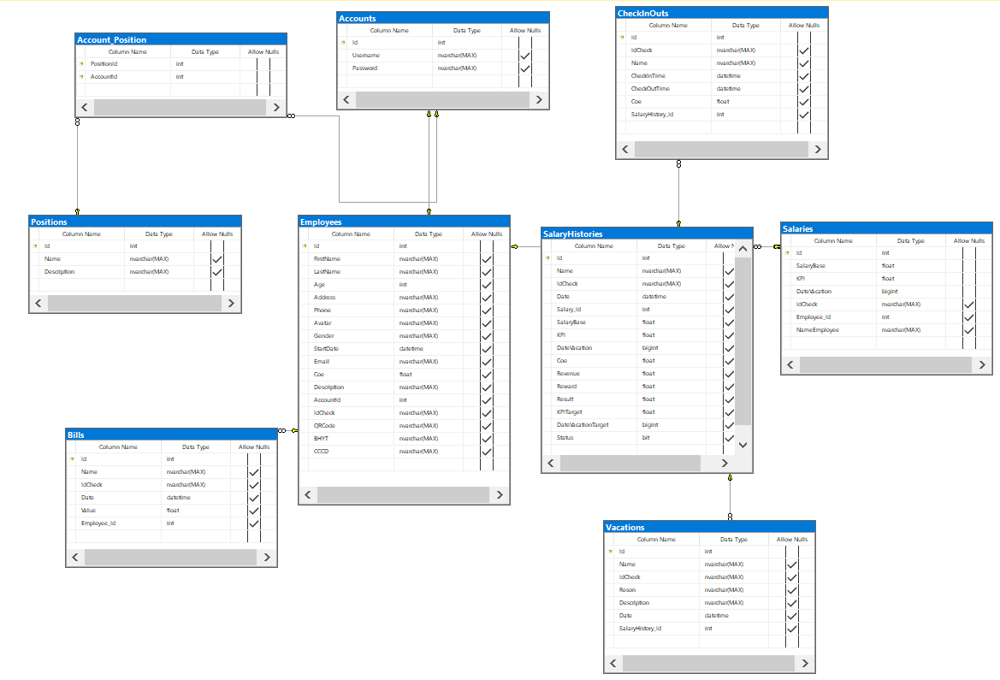 Account_Position
Column Name Data Type Allow Nulls
PositionId int
AccountId int
Accounts
Column Name Data Type Allow Nulls
Id int
Username nvarchar(MAX)
Password nvarchar(MAX)
CheckInOuts
Column Name Data Type Allow Nulls
Id int
IdCheck nvarchar(MAX)
Name nvarchar(MAX)
CheckInTime datetime
CheckOutTime datetime
Coe float
SalaryHistory_Id int
Positions
Column Name Data Type Allow Nulls
Id int
Name nvarchar(MAX)
Description nvarchar(MAX)
Employees
Column Name Data Type Allow Nulls
Id int
FirstName nvarchar(MAX)
LastName nvarchar(MAX)
Age int
Address nvarchar(MAX)
Phone nvarchar(MAX)
Avatar nvarchar(MAX)
Gender nvarchar(MAX)
StartDate datetime
Email nvarchar(MAX)
Coe float
Description nvarchar(MAX)
AccountId int
IdCheck nvarchar(MAX)
QRCode nvarchar(MAX)
BHYT nvarchar(MAX)
CCCD nvarchar(MAX)
SalaryHistories
Column Name Data Type Allow N
Id int
Name nvarchar(MAX)
IdCheck nvarchar(MAX)
Date datetime
Salary_Id int
SalaryBase float
KPI float
DateVacation bigint
Coe float
Revenue float
Reward float
Result float
KPITarget float
DateVacationTarget bigint
Status bit
Salaries
Column Name Data Type Allow Nulls
Id int
SalaryBase float
KPI float
DateVacation bigint
IdCheck nvarchar(MAX)
Employee_Id int
NameEmployee nvarchar(MAX)
Bills
Column Name Data Type Allow Nulls
Id int
Name nvarchar(MAX)
IdCheck nvarchar(MAX)
Date datetime
Value float
Employee_Id int
Vacations
Column Name Data Type Allow Nulls
Id int
Name nvarchar(MAX)
IdCheck nvarchar(MAX)
Reson nvarchar(MAX)
Description nvarchar(MAX)
Date datetime
SalaryHistory_Id int